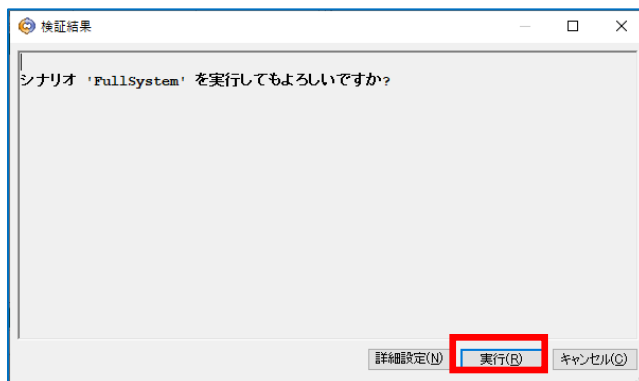 検証結果
シナリオ 'FullSystem' を実行してもよろしいですか?
詳細設定(N) 実行(R) キャンセル(C)